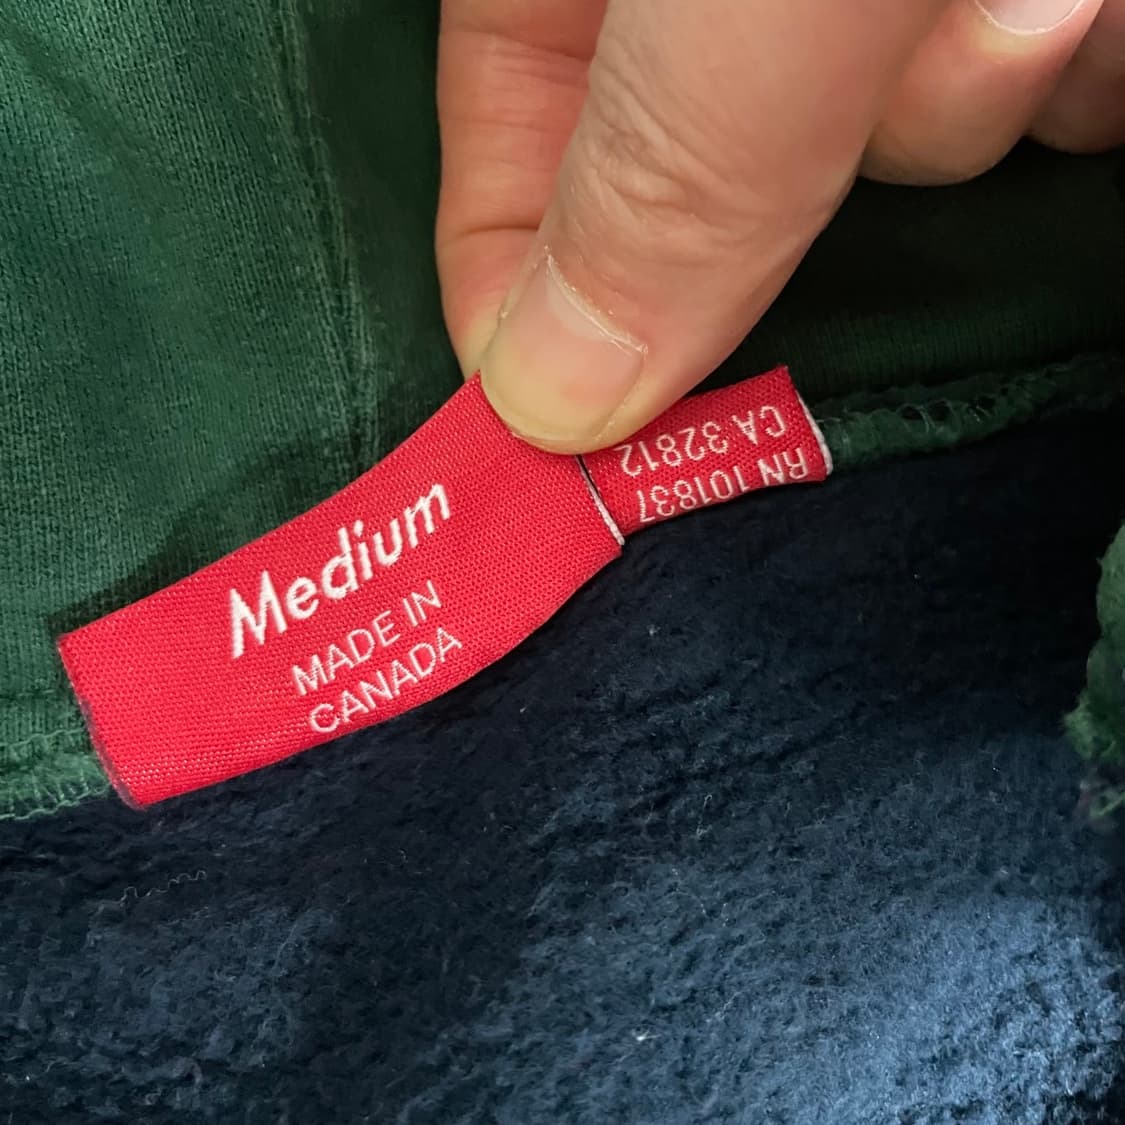 Medium
MADE IN
CANADA
RN 101837
CA 32812